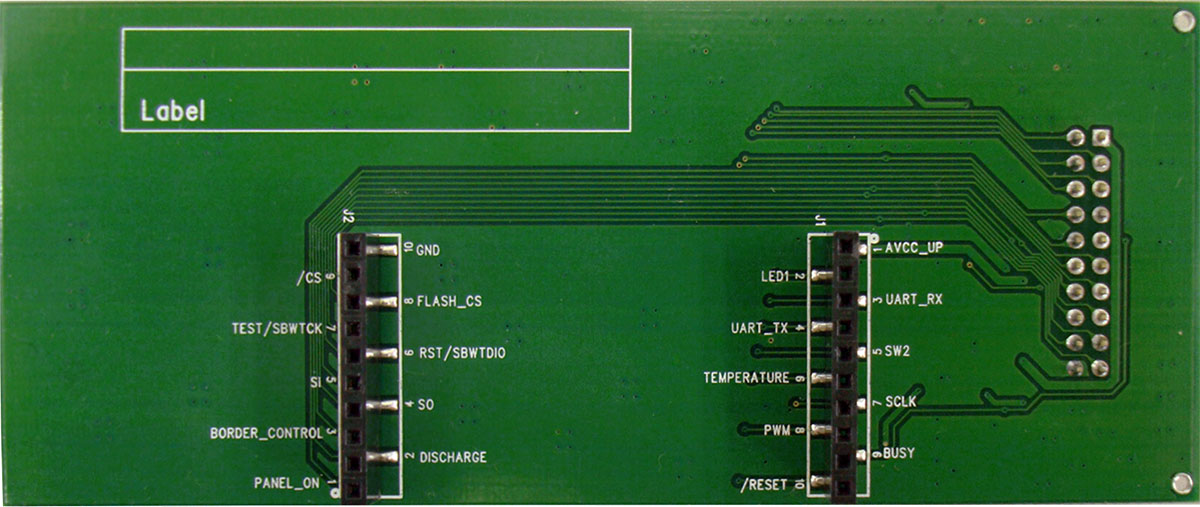 Label
J2
10 GND
/CS 9
8 FLASH_CS
TEST/SBWTCK 7
6 RST/SBWTDIO
SI 5
4 SO
BORDER_CONTROL 3
2 DISCHARGE
PANEL_ON 1
J1
1 AVCC_UP
LED1 2
3 UART_RX
UART_TX 4
5 SW2
TEMPERATURE 6
7 SCLK
PWM 8
9 BUSY
/RESET 10